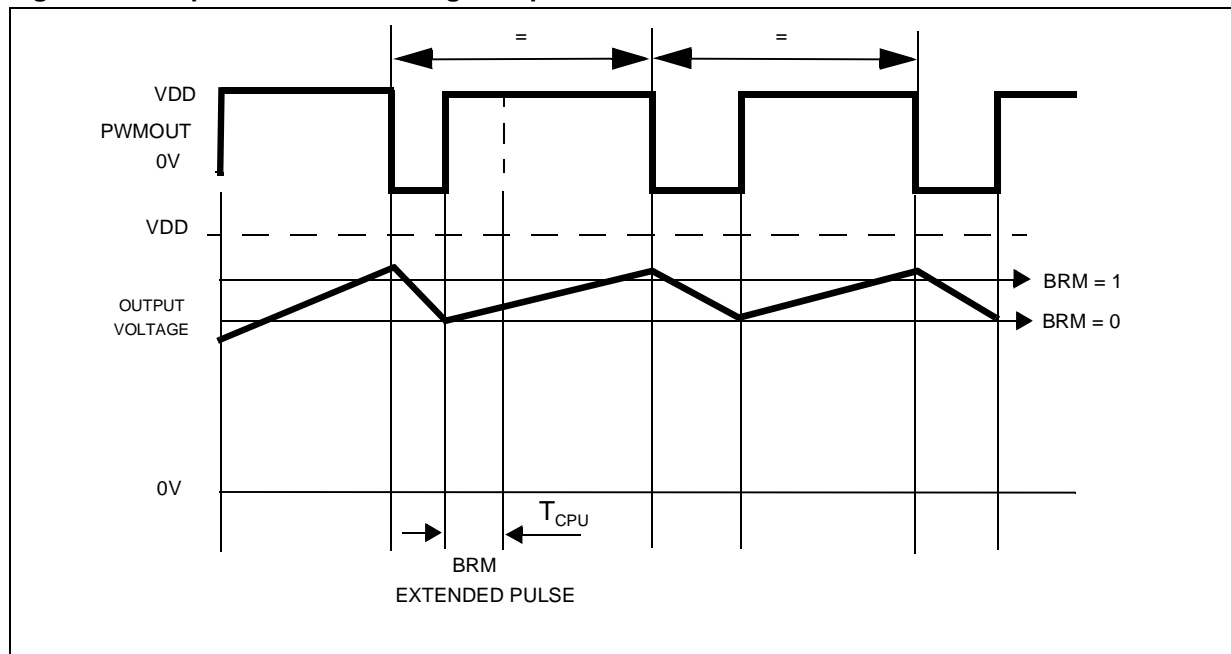 =
=
VDD
PWMOUT
0V
VDD
BRM = 1
OUTPUT
VOLTAGE
BRM = 0
0V
TCPU
BRM
EXTENDED PULSE